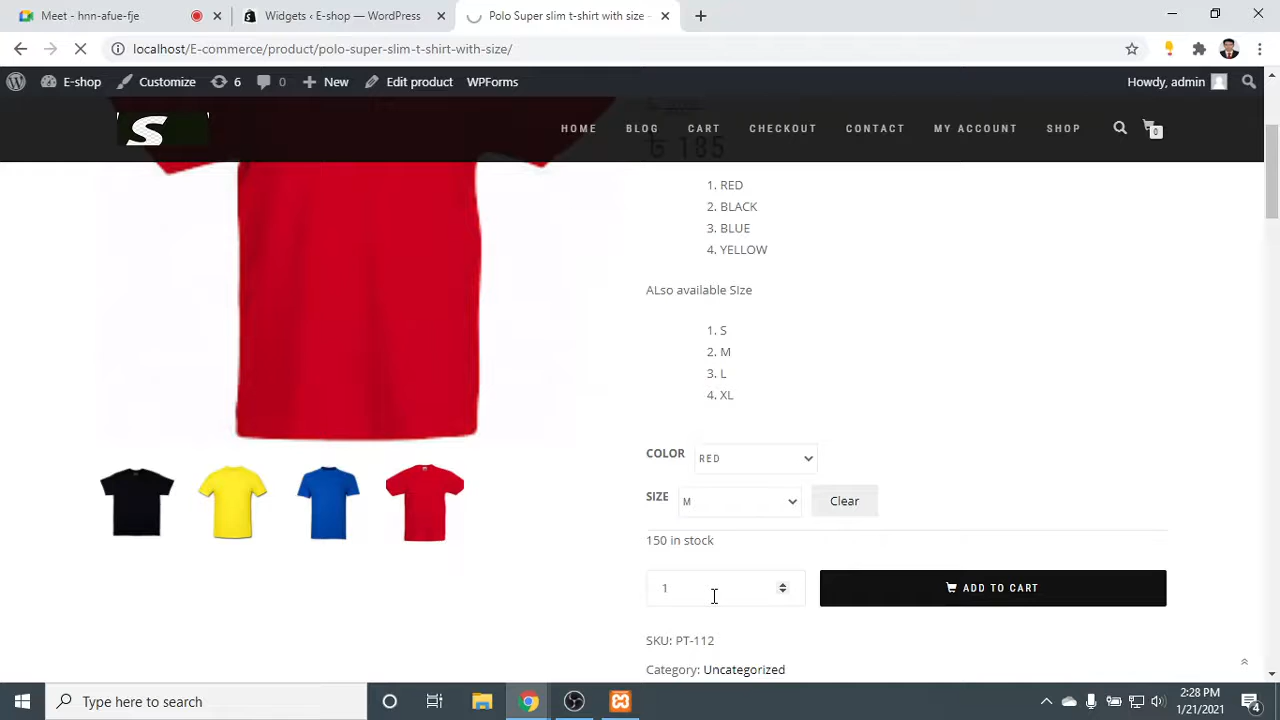 Meet - hnn-afue-fje
Widgets ‹ E-shop — WordPress
Polo Super slim t-shirt with size -
localhost/E-commerce/product/polo-super-slim-t-shirt-with-size/
E-shop
Customize
6
0
New
Edit product
WPForms
Howdy, admin
S
HOME
BLOG
CART
CHECKOUT
CONTACT
MY ACCOUNT
SHOP
0
185
1. RED
2. BLACK
3. BLUE
4. YELLOW
ALso available SIze
1. S
2. M
3. L
4. XL
COLOR
RED
SIZE
M
Clear
150 in stock
1
ADD TO CART
SKU: PT-112
Category: Uncategorized
Type here to search
2:28 PM
1/21/2021
4